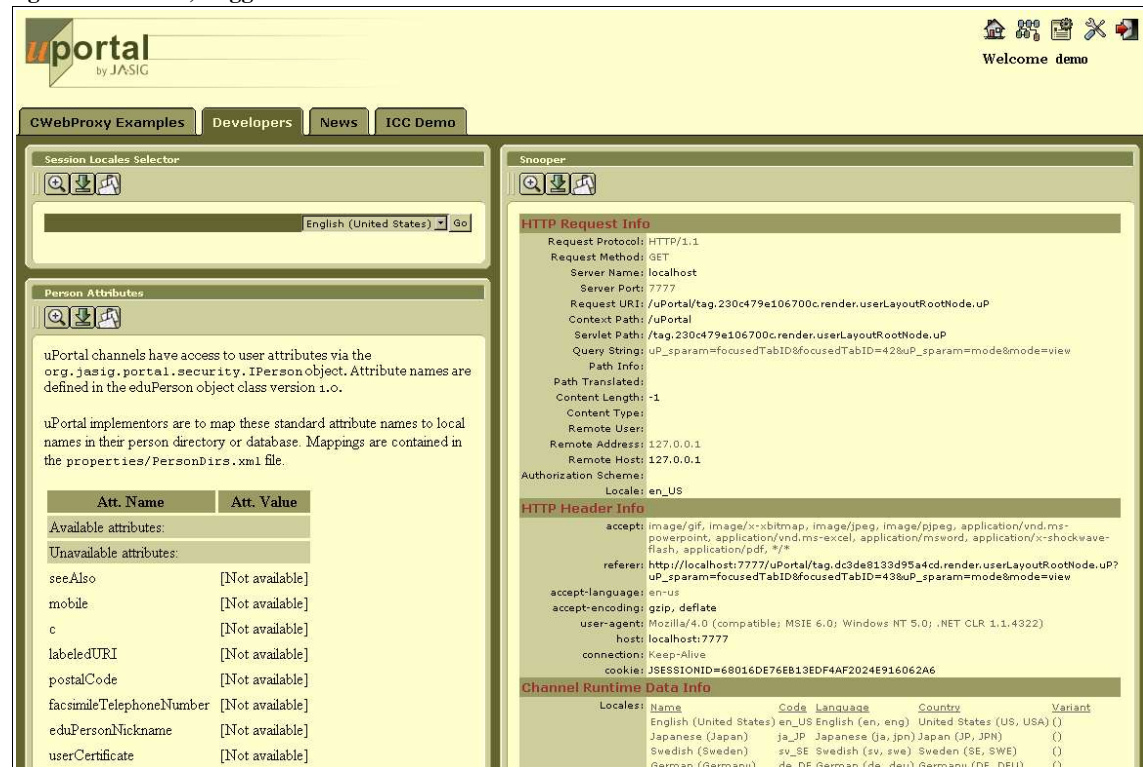 uportal
by JA-SIG
Welcome demo
CWebProxy Examples
Developers
News
ICC Demo
Session Locales Selector
English (United States)
Go
Person Attributes
uPortal channels have access to user attributes via the
org.jasig.portal.security.IPerson object. Attribute names are
defined in the eduPerson object class version 1.0.
uPortal implementors are to map these standard attribute names to local
names in their person directory or database. Mappings are contained in
the properties/PersonDirs.xml file.
Att. Name Att. Value
Available attributes:
Unavailable attributes:
seeAlso [Not available]
mobile [Not available]
c [Not available]
labeledURI [Not available]
postalCode [Not available]
facsimileTelephoneNumber [Not available]
eduPersonNickname [Not available]
userCertificate [Not available]
Snooper
HTTP Request Info
Request Protocol: HTTP/1.1
Request Method: GET
Server Name: localhost
Server Port: 7777
Request URI: /uPortal/tag.230c479e106700c.render.userLayoutRootNode.uP
Context Path: /uPortal
Servlet Path: /tag.230c479e106700c.render.userLayoutRootNode.uP
Query String: uP_sparam=focusedTabID&focusedTabID=42&uP_sparam=mode&mode=view
Path Info:
Path Translated:
Content Length: -1
Content Type:
Remote User:
Remote Address: 127.0.0.1
Remote Host: 127.0.0.1
Authorization Scheme:
Locale: en_US
HTTP Header Info
accept: image/gif, image/x-xbitmap, image/jpeg, image/pjpeg, application/vnd.ms-
powerpoint, application/vnd.ms-excel, application/msword, application/x-shockwave-
flash, application/pdf, */*
referer: http://localhost:7777/uPortal/tag.dc3de8133d95a4cd.render.userLayoutRootNode.uP?
uP_sparam=focusedTabID&focusedTabID=43&uP_sparam=mode&mode=view
accept-language: en-us
accept-encoding: gzip, deflate
user-agent: Mozilla/4.0 (compatible; MSIE 6.0; Windows NT 5.0; .NET CLR 1.1.4322)
host: localhost:7777
connection: Keep-Alive
cookie: JSESSIONID=68016DE76EB13EDF4AF2024E916062A6
Channel Runtime Data Info
Locales: Name Code Language Country Variant
English (United States) en_US English (en, eng) United States (US, USA) ()
Japanese (Japan) ja_JP Japanese (ja, jpn) Japan (JP, JPN) ()
Swedish (Sweden) sv_SE Swedish (sv, swe) Sweden (SE, SWE) ()
German (Germany) de_DE German (de, deu) Germany (DE, DEU) ()